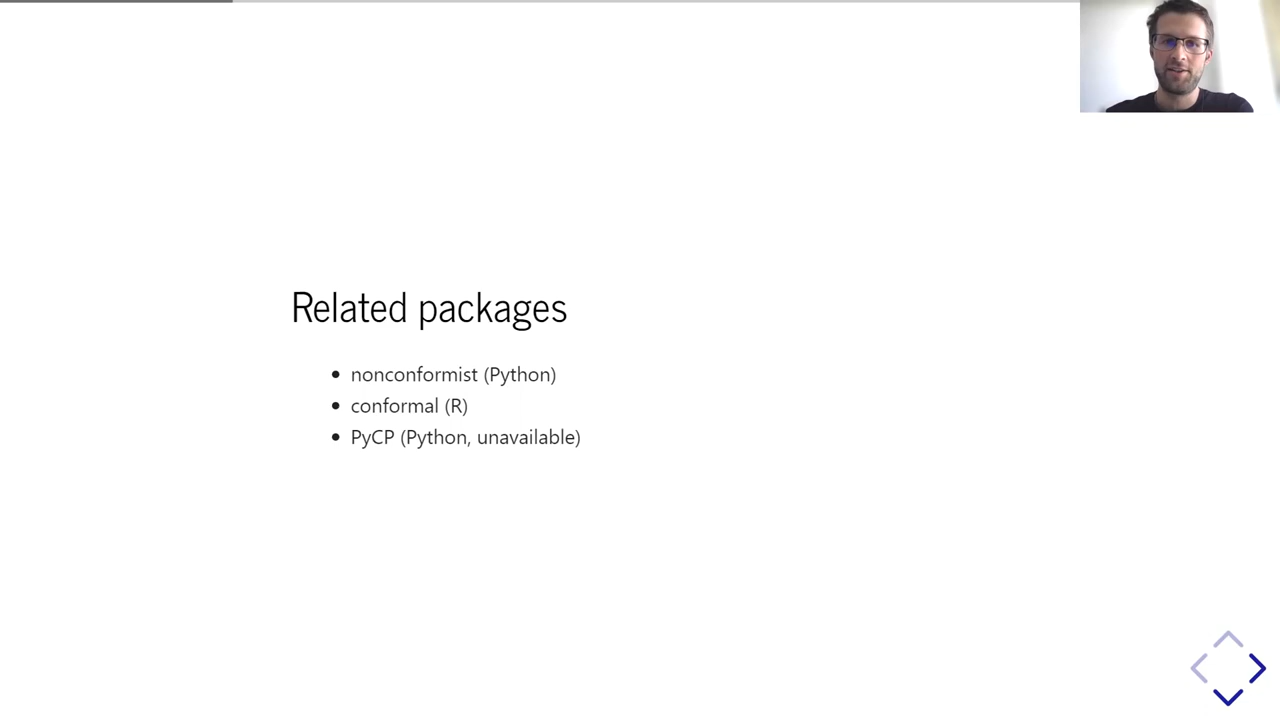 Related packages
nonconformist (Python)
conformal (R)
PyCP (Python, unavailable)